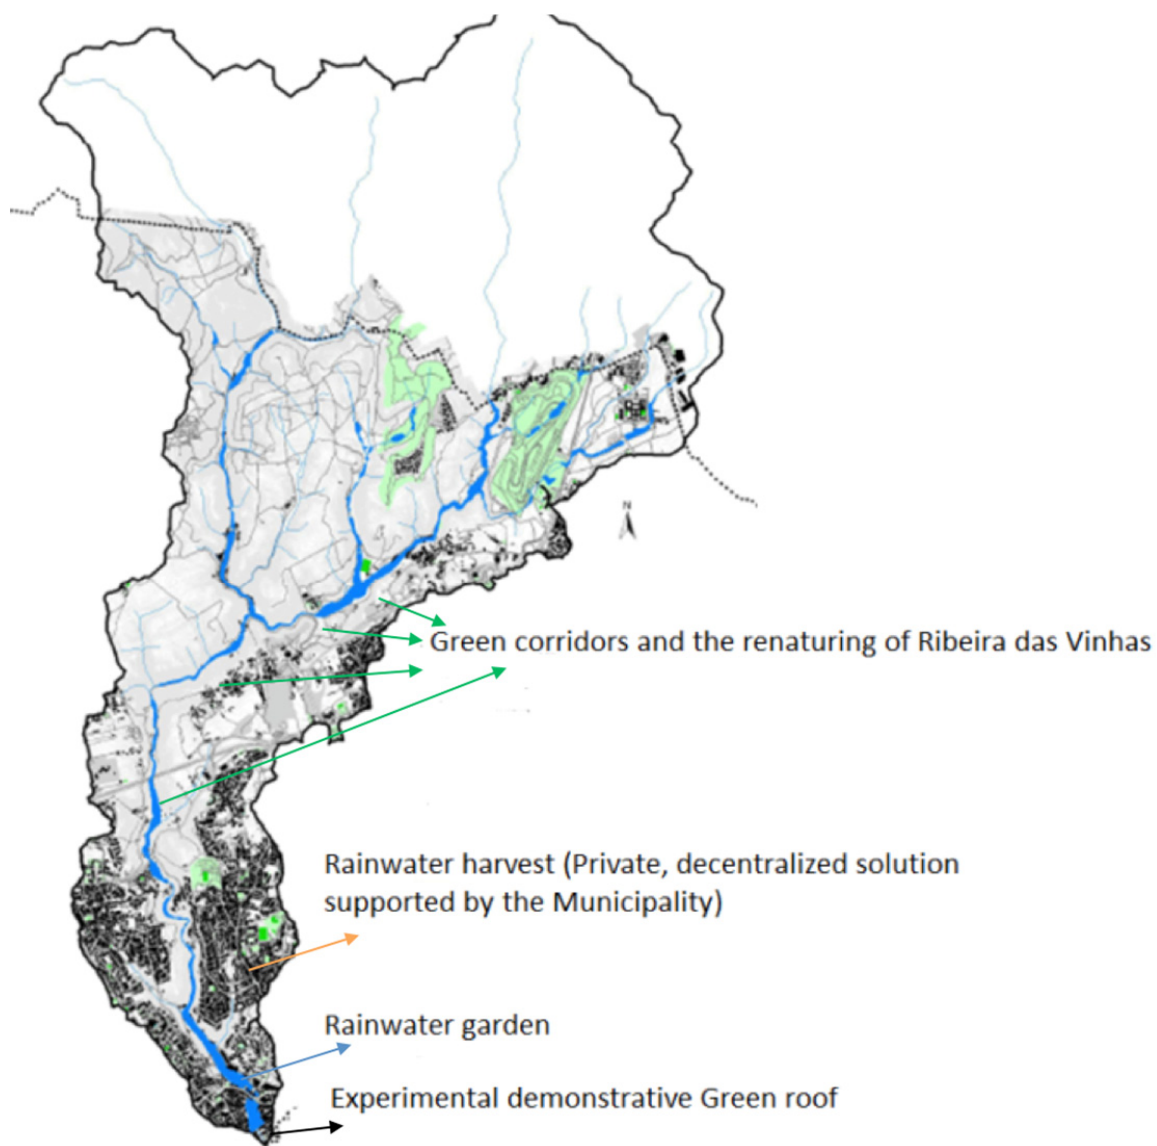 N
Green corridors and the renaturing of Ribeira das Vinhas
Rainwater harvest (Private, decentralized solution
supported by the Municipality)
Rainwater garden
Experimental demonstrative Green roof